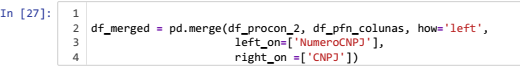 In [27]:
1
2 df_merged = pd.merge(df_procon_2, df_pfn_colunas, how='left',
3 left_on=['NumeroCNPJ'],
4 right_on =['CNPJ'])